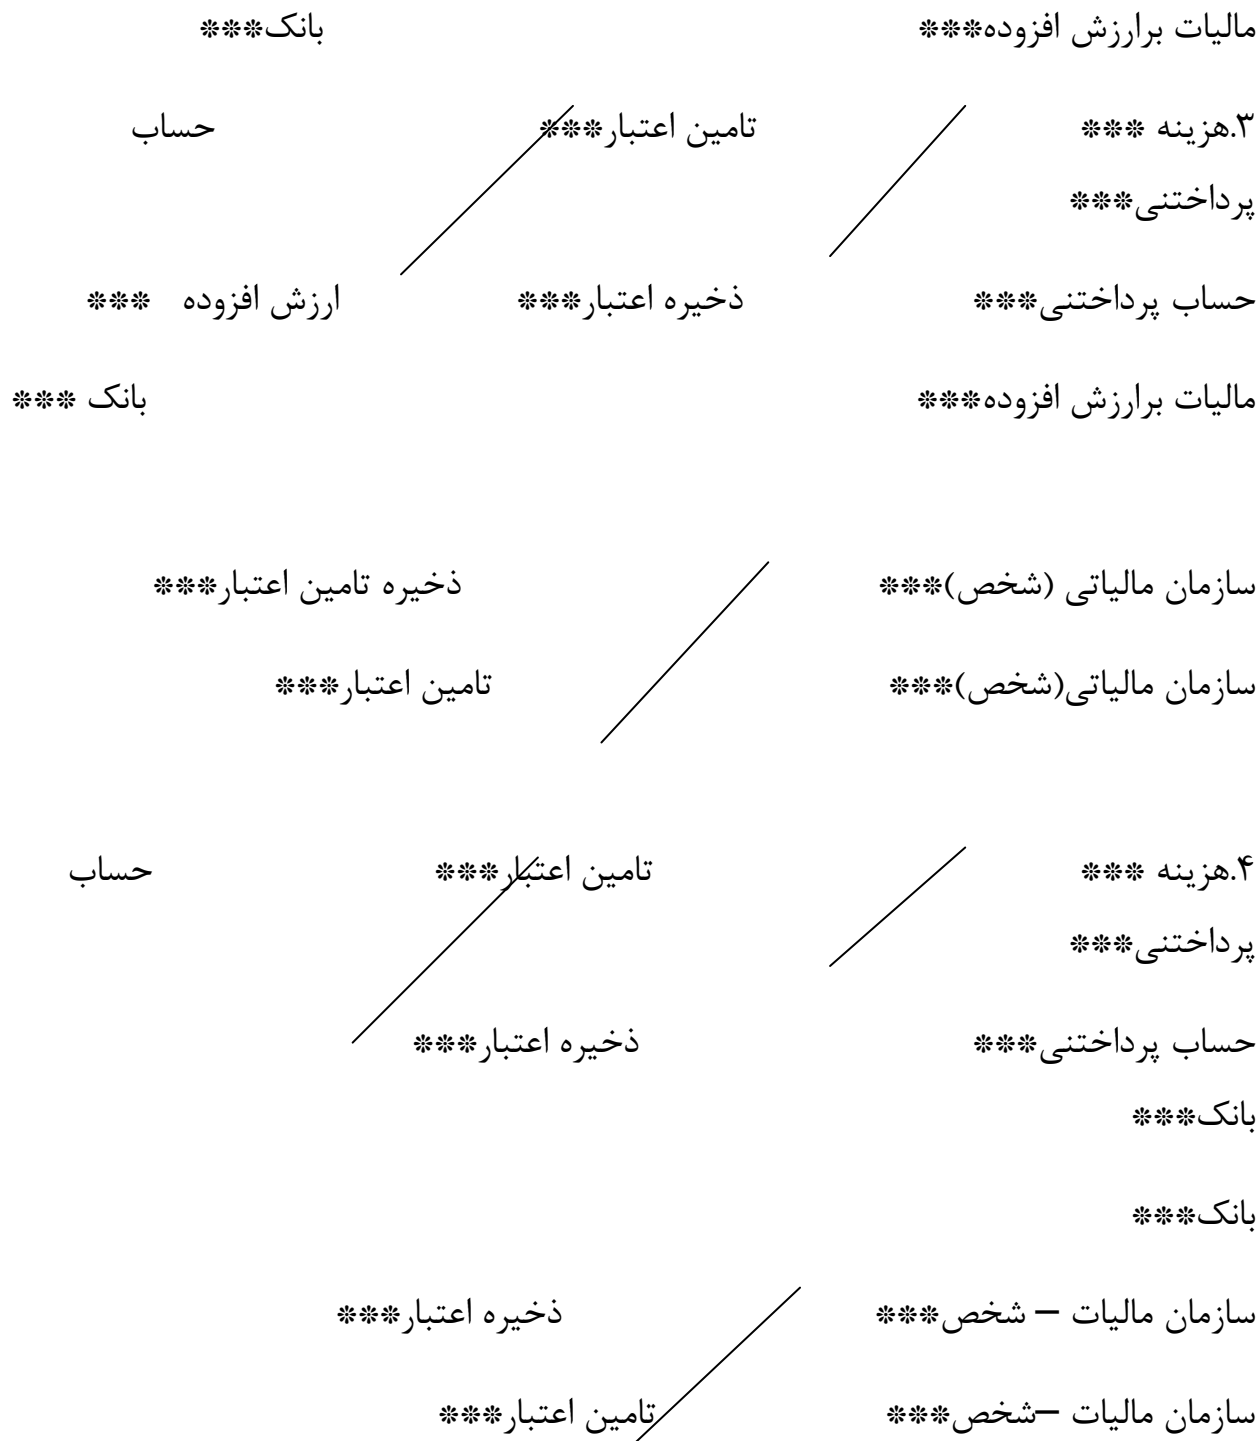 مالیات برارزش افزوده*** بانک***
۳.هزینه *** تامین اعتبار*** حساب
پرداختنی***
حساب پرداختنی*** ذخیره اعتبار*** ارزش افزوده ***
مالیات برارزش افزوده*** بانک ***
سازمان مالیاتی (شخص)*** ذخیره تامین اعتبار***
سازمان مالیاتی(شخص)*** تامین اعتبار***
۴.هزینه *** تامین اعتبار*** حساب
پرداختنی***
حساب پرداختنی*** ذخیره اعتبار***
بانک***
بانک***
سازمان مالیات – شخص*** ذخیره اعتبار***
سازمان مالیات –شخص*** تامین اعتبار***